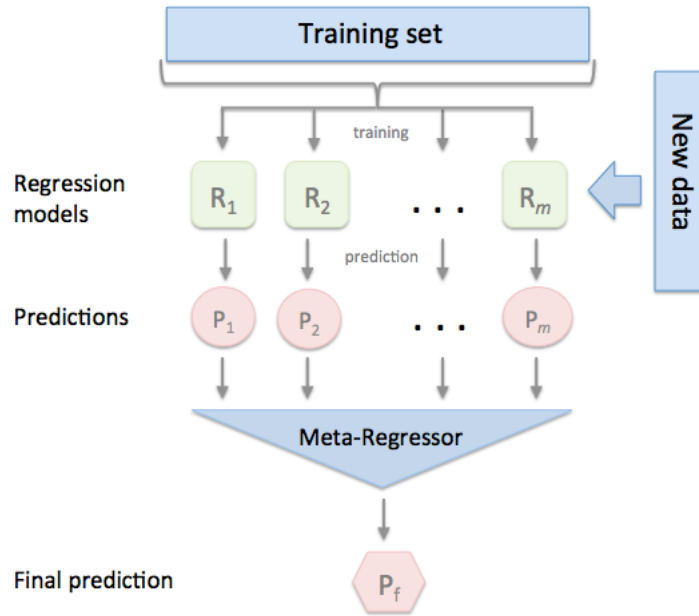 Training set
training
New data
Regression
models
R1 R2 . . . Rm
prediction
Predictions
P1 P2 . . . Pm
Meta-Regressor
Final prediction
Pf